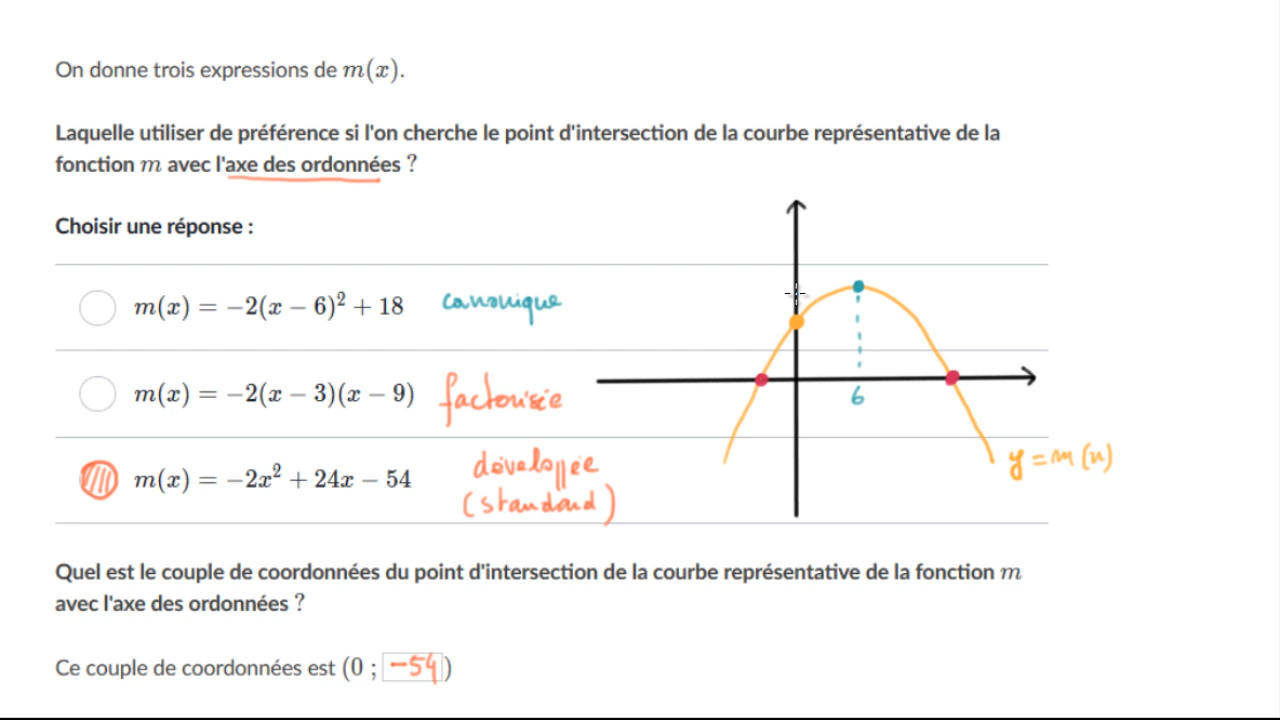 On donne trois expressions de m(x).
Laquelle utiliser de préférence si l'on cherche le point d'intersection de la courbe représentative de la
fonction m avec l'axe des ordonnées ?
Choisir une réponse :
m(x) = −2(x − 6)² + 18 canonique
m(x) = −2(x − 3)(x − 9) factorisée
6
m(x) = −2x² + 24x − 54 développée
(standard)
y = m(x)
Quel est le couple de coordonnées du point d'intersection de la courbe représentative de la fonction m
avec l'axe des ordonnées ?
Ce couple de coordonnées est (0 ; −54)